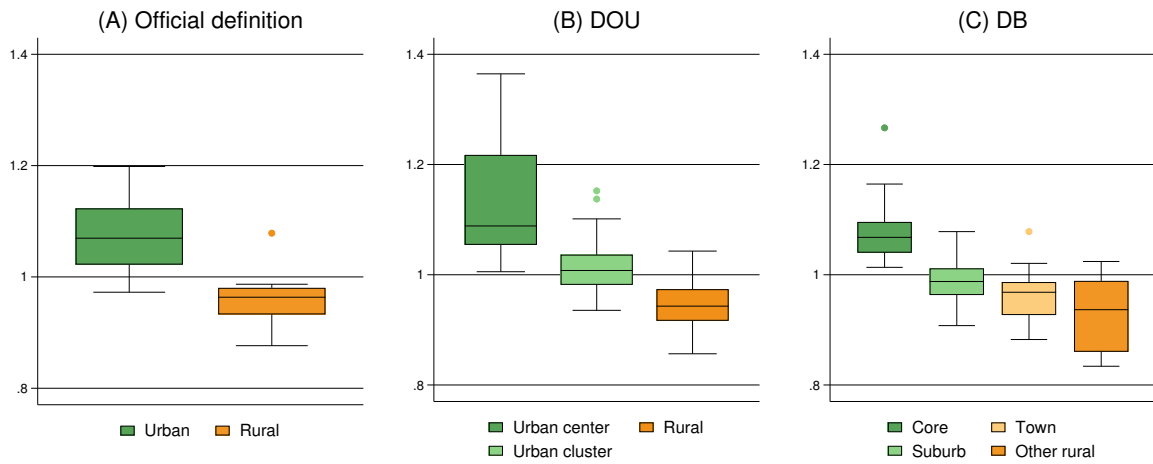 (A) Official definition
1.4
1.2
1
.8
Urban Rural
(B) DOU
1.4
1.2
1
.8
Urban center Rural
Urban cluster
(C) DB
1.4
1.2
1
.8
Core Town
Suburb Other rural